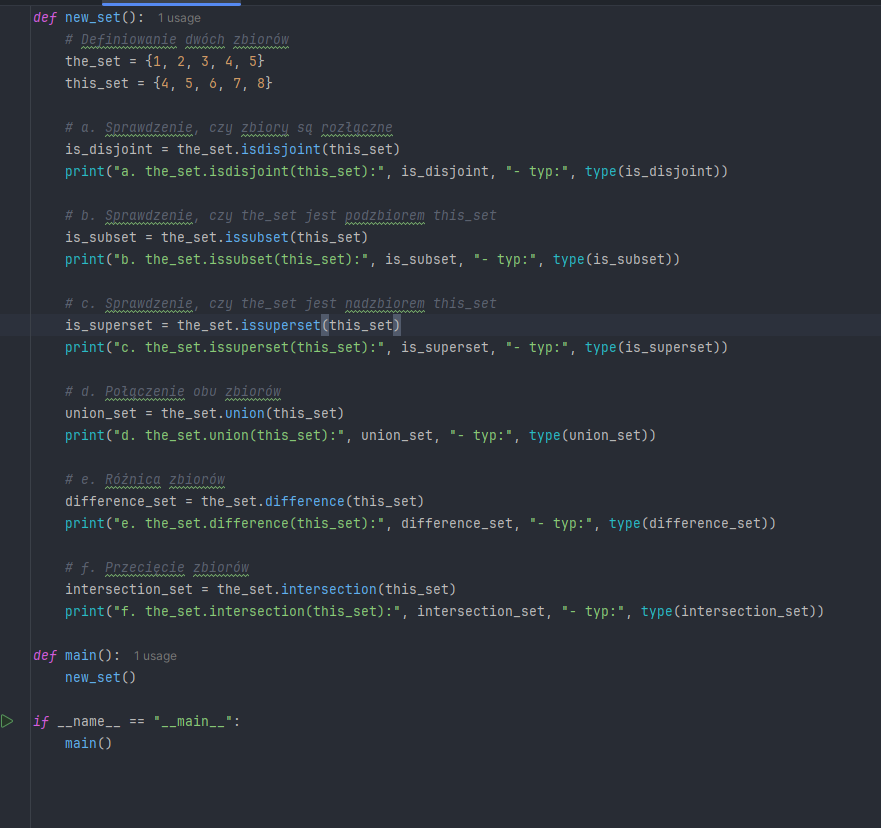 def new_set():  1 usage
    # Definiowanie dwóch zbiorów
    the_set = {1, 2, 3, 4, 5}
    this_set = {4, 5, 6, 7, 8}

    # a. Sprawdzenie, czy zbiory są rozłączne
    is_disjoint = the_set.isdisjoint(this_set)
    print("a. the_set.isdisjoint(this_set):", is_disjoint, "- typ:", type(is_disjoint))

    # b. Sprawdzenie, czy the_set jest podzbiorem this_set
    is_subset = the_set.issubset(this_set)
    print("b. the_set.issubset(this_set):", is_subset, "- typ:", type(is_subset))

    # c. Sprawdzenie, czy the_set jest nadzbiorem this_set
    is_superset = the_set.issuperset(this_set)
    print("c. the_set.issuperset(this_set):", is_superset, "- typ:", type(is_superset))

    # d. Połączenie obu zbiorów
    union_set = the_set.union(this_set)
    print("d. the_set.union(this_set):", union_set, "- typ:", type(union_set))

    # e. Różnica zbiorów
    difference_set = the_set.difference(this_set)
    print("e. the_set.difference(this_set):", difference_set, "- typ:", type(difference_set))

    # f. Przecięcie zbiorów
    intersection_set = the_set.intersection(this_set)
    print("f. the_set.intersection(this_set):", intersection_set, "- typ:", type(intersection_set))

def main():  1 usage
    new_set()

if __name__ == "__main__":
    main()